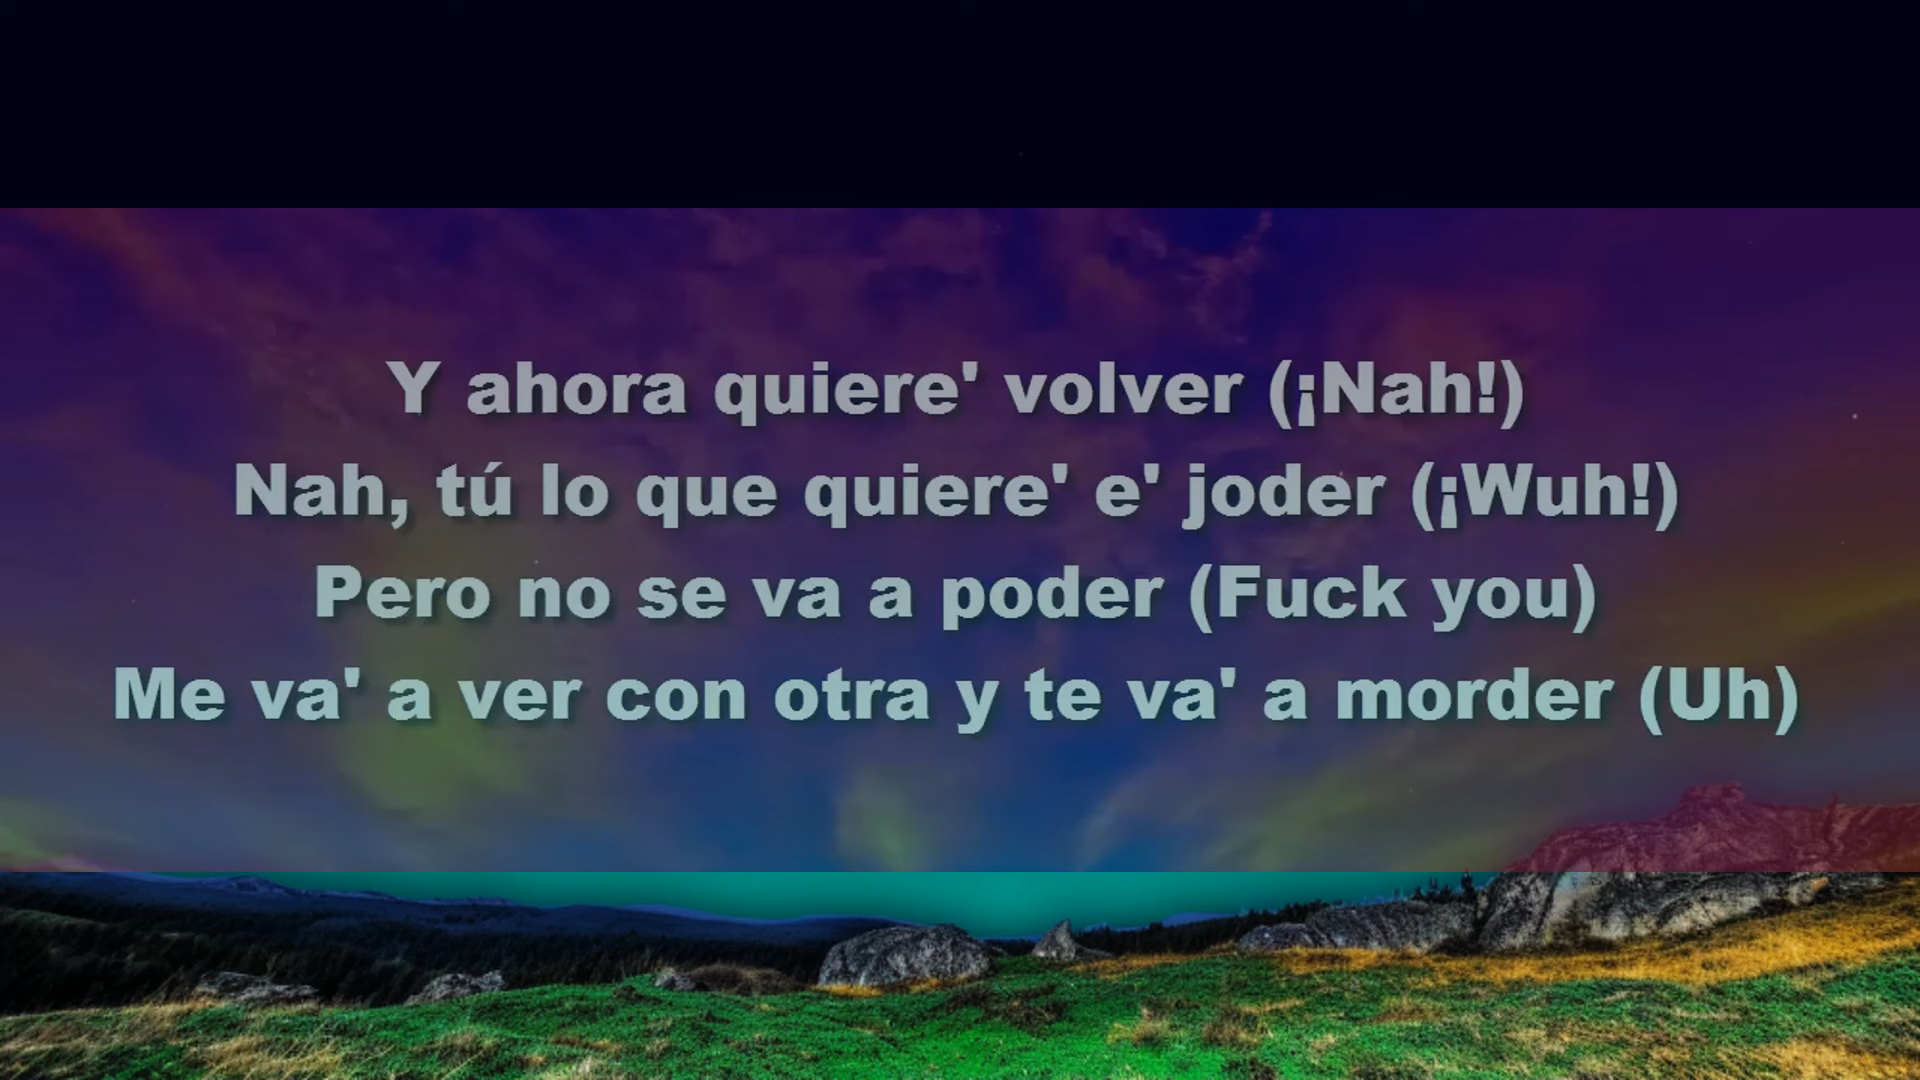 Y ahora quiere' volver (¡Nah!)
Nah, tú lo que quiere' e' joder (¡Wuh!)
Pero no se va a poder (Fuck you)
Me va' a ver con otra y te va' a morder (Uh)